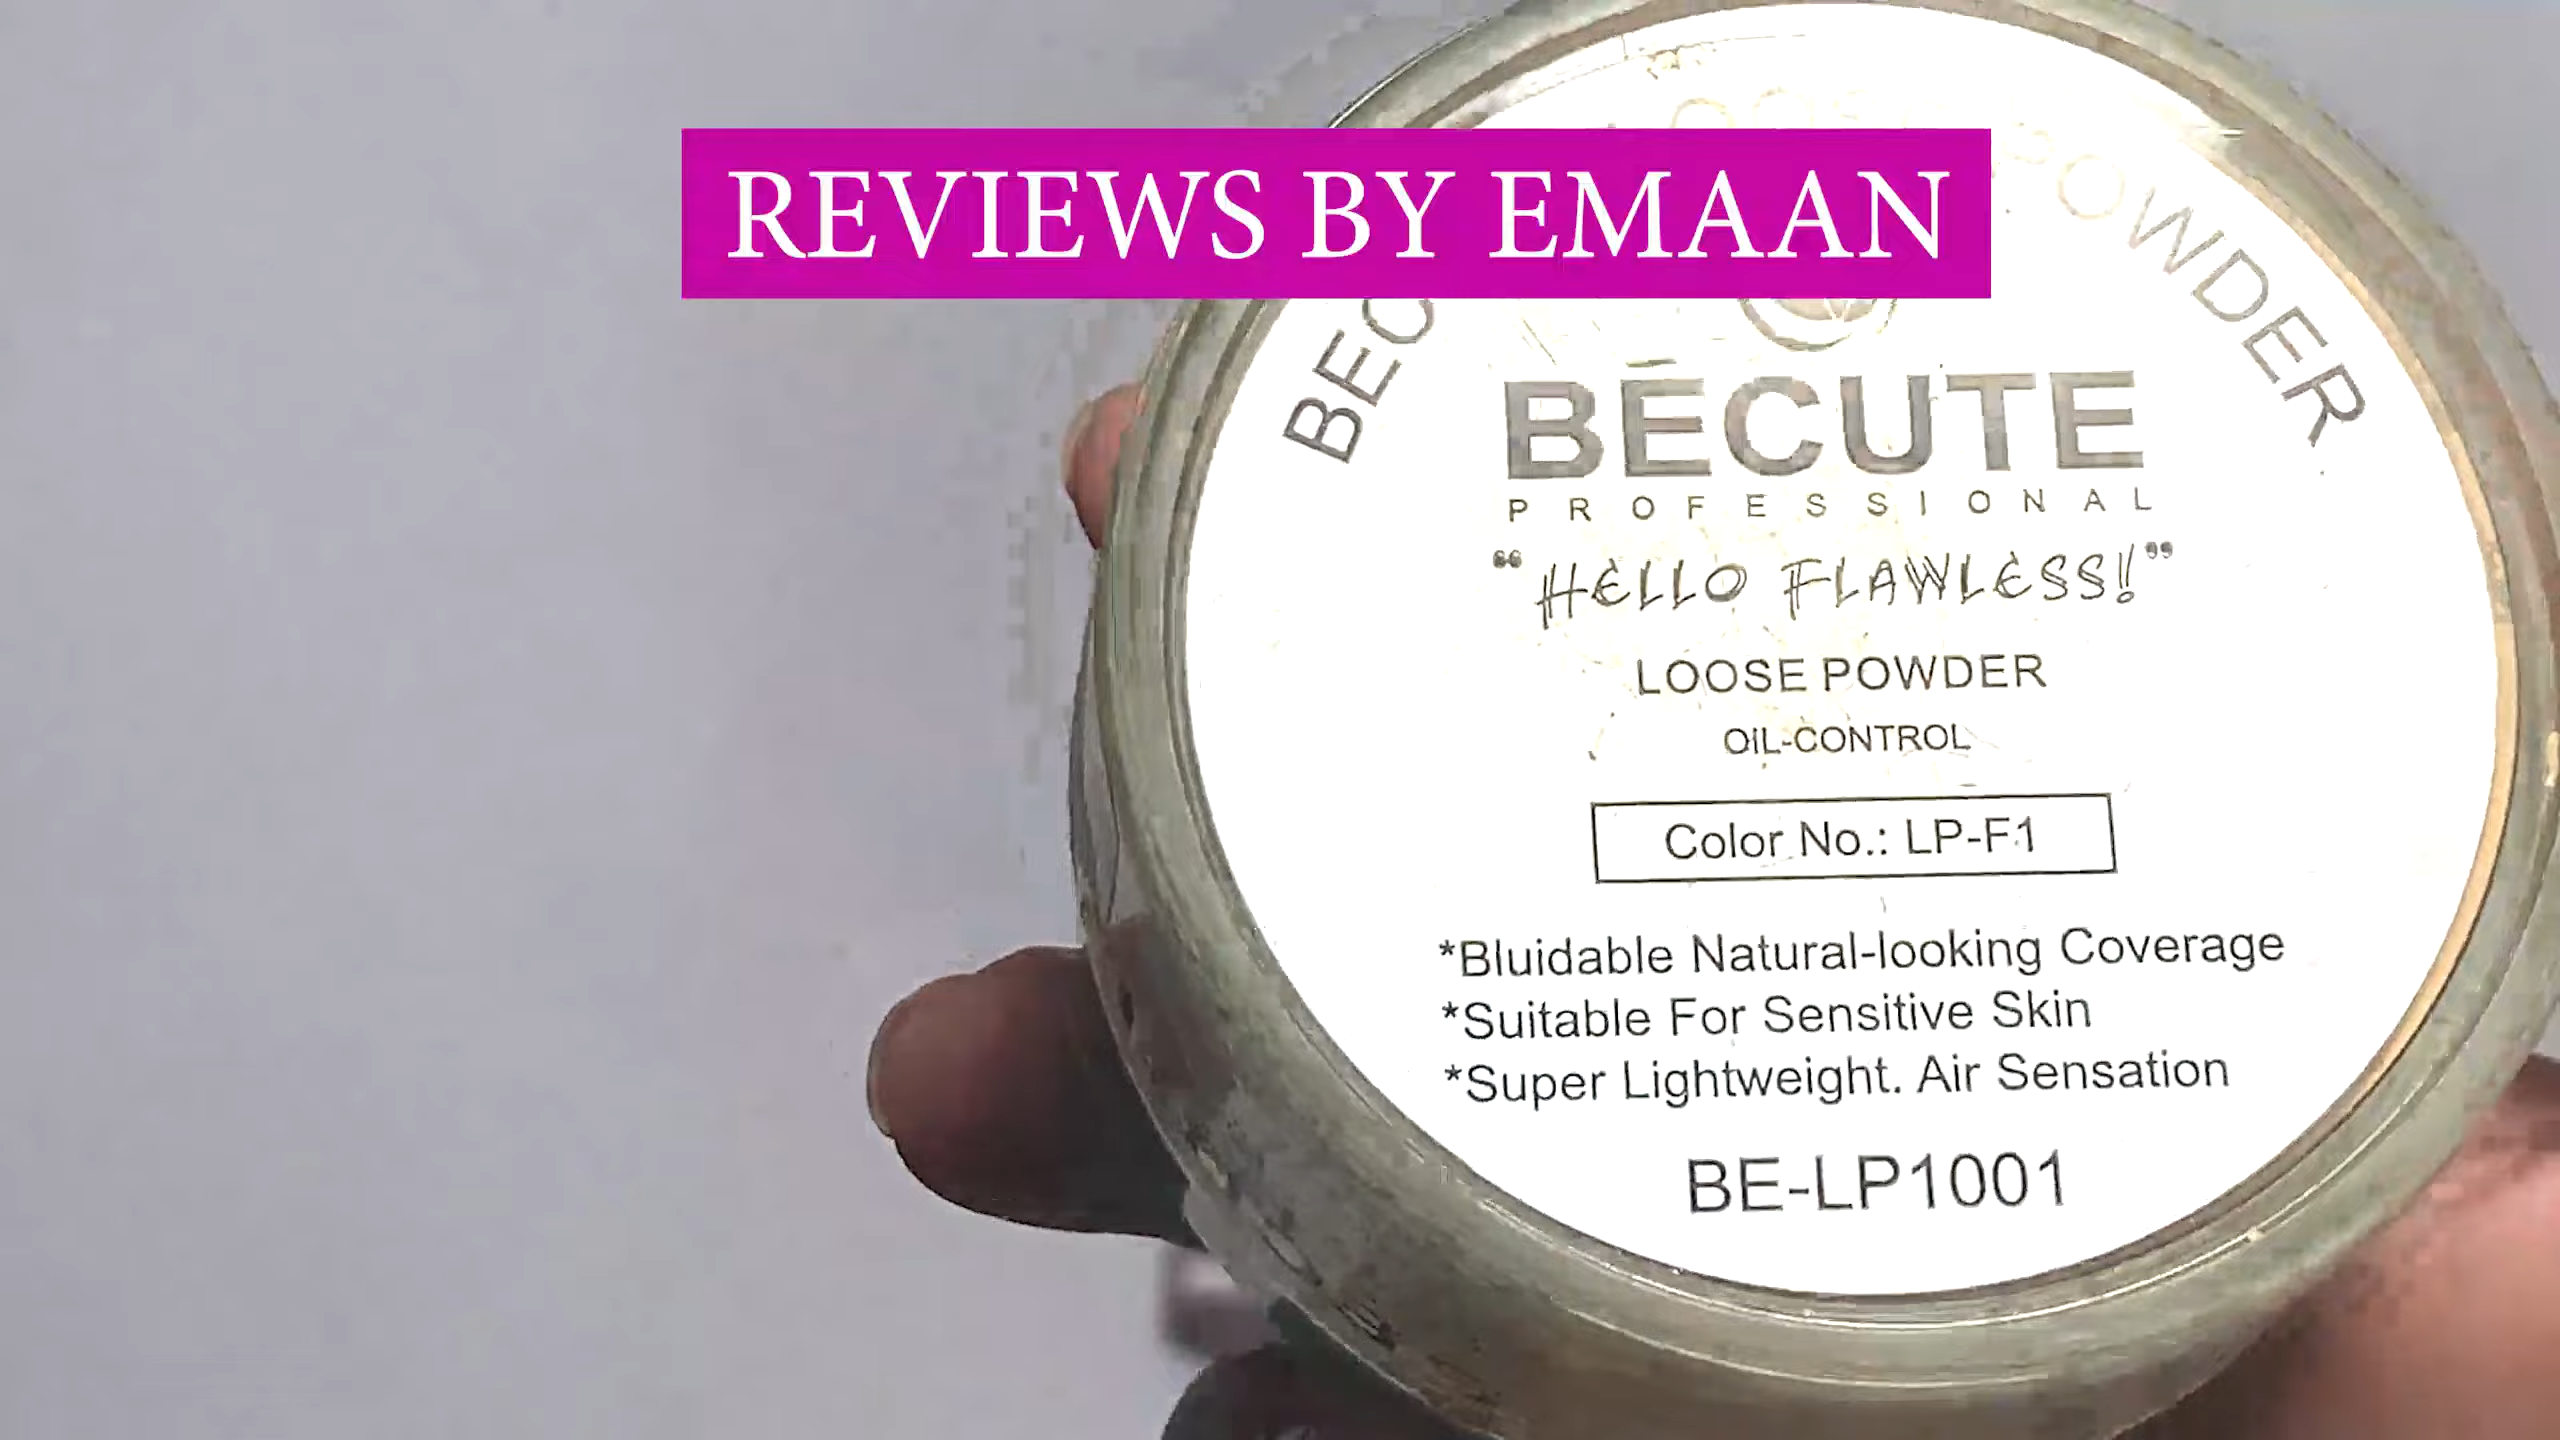 REVIEWS BY EMAAN
POWDER
BECUTE
PROFESSIONAL
“HELLO FLAWLESS!”
LOOSE POWDER
OIL-CONTROL
Color No.: LP-F1
*Bluidable Natural-looking Coverage
*Suitable For Sensitive Skin
*Super Lightweight. Air Sensation
BE-LP1001